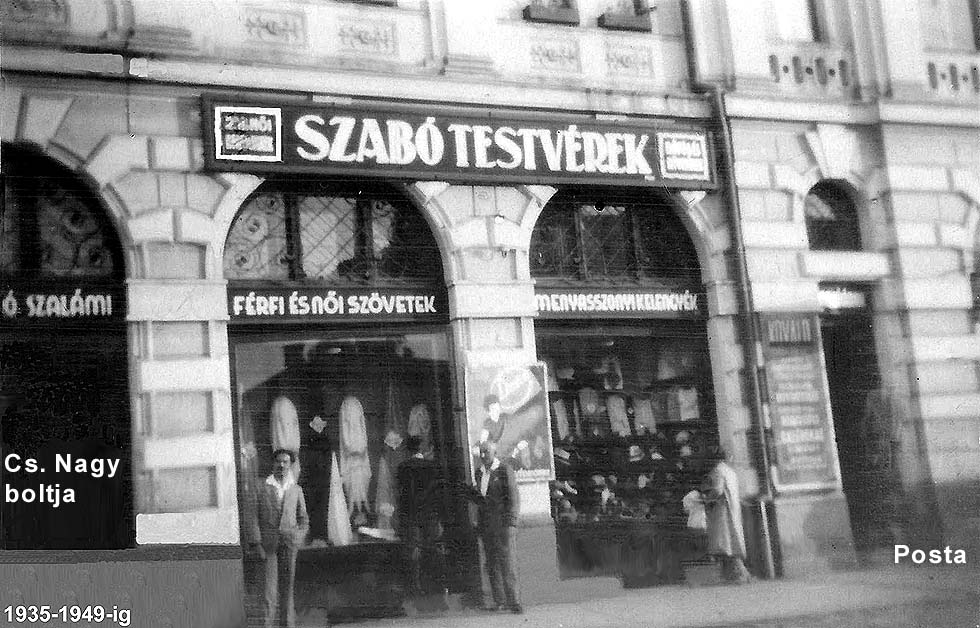 SZABÓ TESTVÉREK
Ó SZALÁMI
FÉRFI ÉS NŐI SZÖVETEK
MENYASSZONYI KELENGYÉK
Cs. Nagy
boltja
Posta
1935-1949-ig